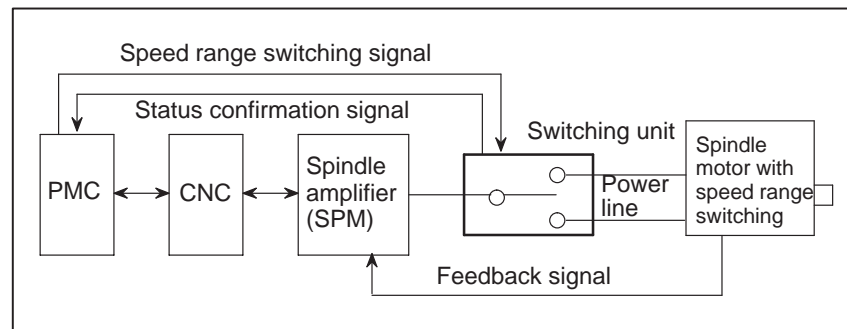 Speed range switching signal
Status confirmation signal
Switching unit
PMC
CNC
Spindle
amplifier
(SPM)
Power
line
Spindle
motor with
speed range
switching
Feedback signal